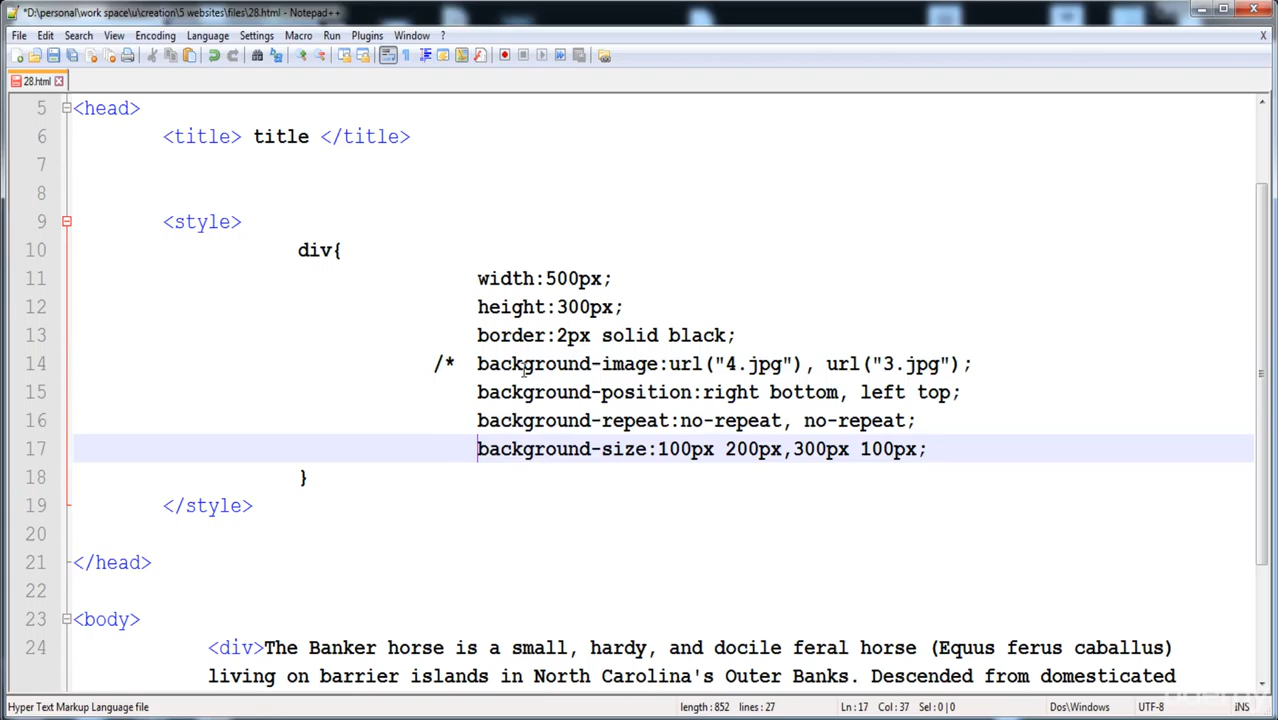 *D:\personal\work space\u\creation\5 websites\files\28.html - Notepad++
File Edit Search View Encoding Language Settings Macro Run Plugins Window ? X
28.html
5 <head>
6 <title> title </title>
7
8
9 <style>
10 div{
11 width:500px;
12 height:300px;
13 border:2px solid black;
14 /* background-image:url("4.jpg"), url("3.jpg");
15 background-position:right bottom, left top;
16 background-repeat:no-repeat, no-repeat;
17 background-size:100px 200px,300px 100px;
18 }
19 </style>
20
21 </head>
22
23 <body>
24 <div>The Banker horse is a small, hardy, and docile feral horse (Equus ferus caballus)
living on barrier islands in North Carolina's Outer Banks. Descended from domesticated
Hyper Text Markup Language file length : 852 lines : 27 Ln : 17 Col : 37 Sel : 0 | 0 Dos\Windows UTF-8 INS